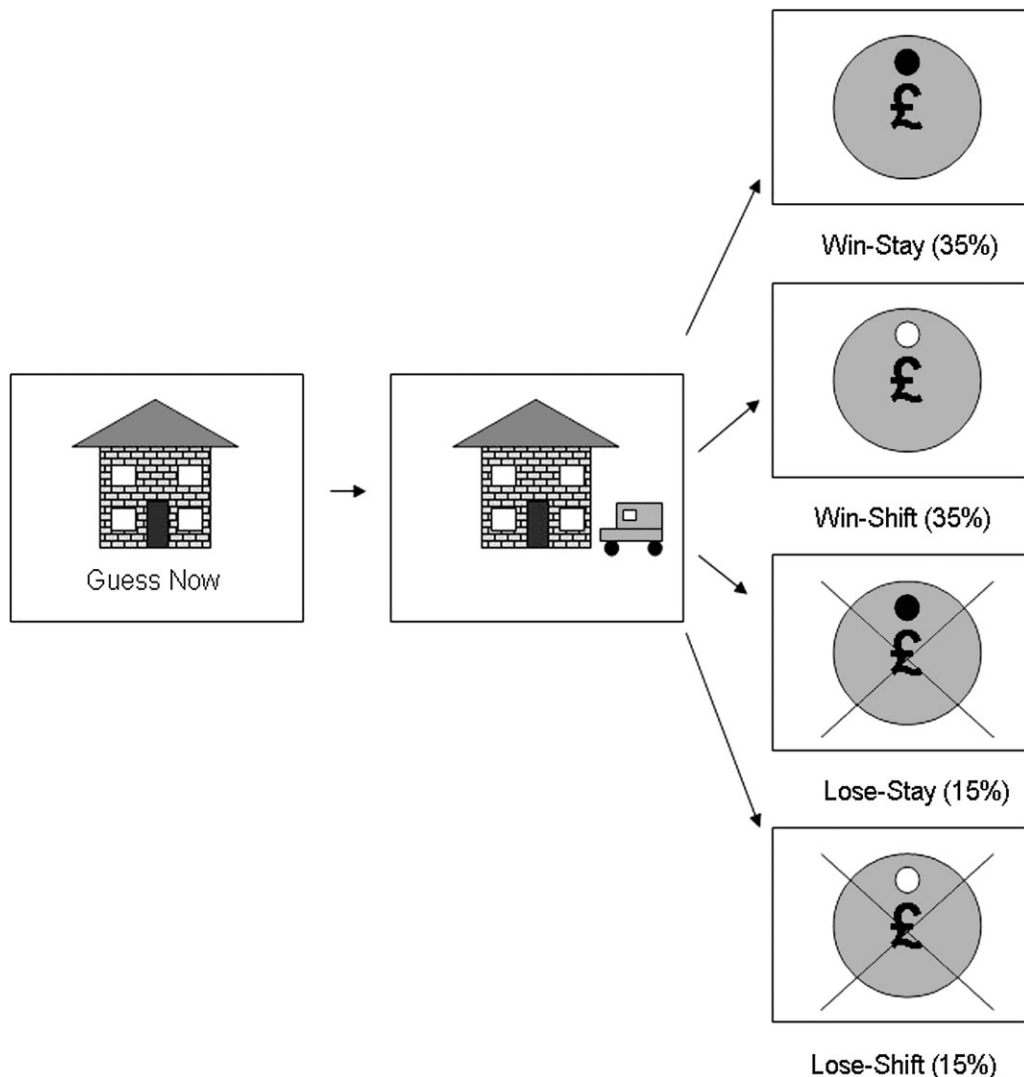 £
Win-Stay (35%)
£
Win-Shift (35%)
Guess Now
£
Lose-Stay (15%)
£
Lose-Shift (15%)